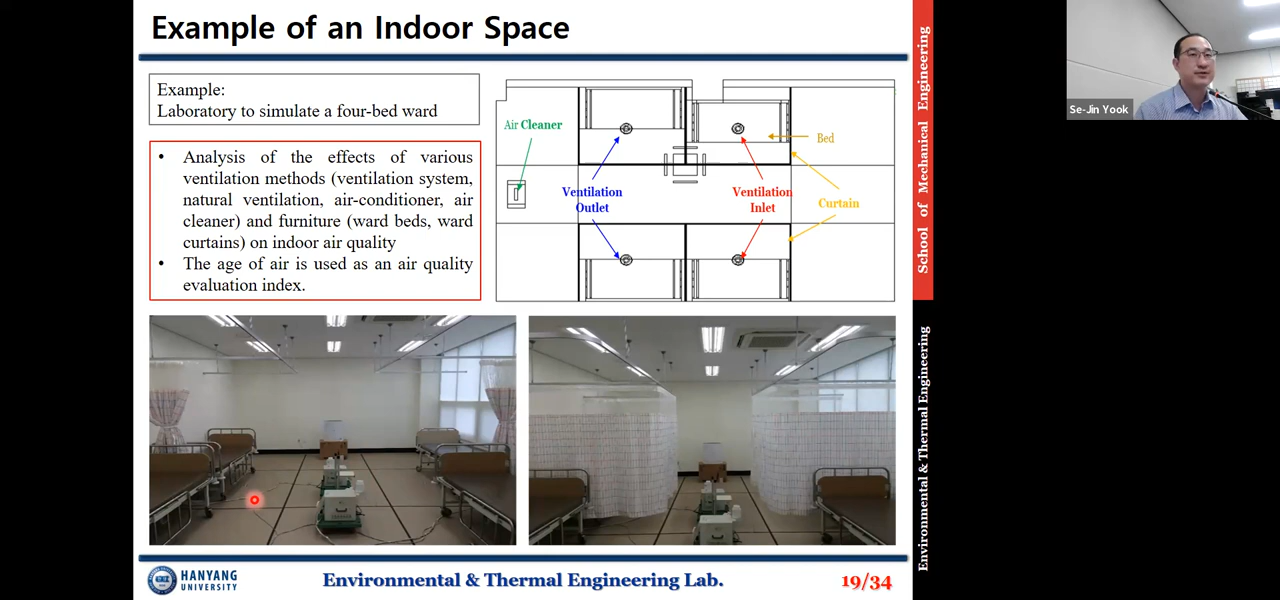 Example of an Indoor Space
Example:
Laboratory to simulate a four-bed ward
• Analysis of the effects of various
ventilation methods (ventilation system,
natural ventilation, air-conditioner, air
cleaner) and furniture (ward beds, ward
curtains) on indoor air quality
• The age of air is used as an air quality
evaluation index.
Air Cleaner
Bed
Ventilation
Outlet
Ventilation
Inlet
Curtain
School of Mechanical Engineering
Environmental & Thermal Engineering
Se-Jin Yook
HANYANG
UNIVERSITY
Environmental & Thermal Engineering Lab.
19/34